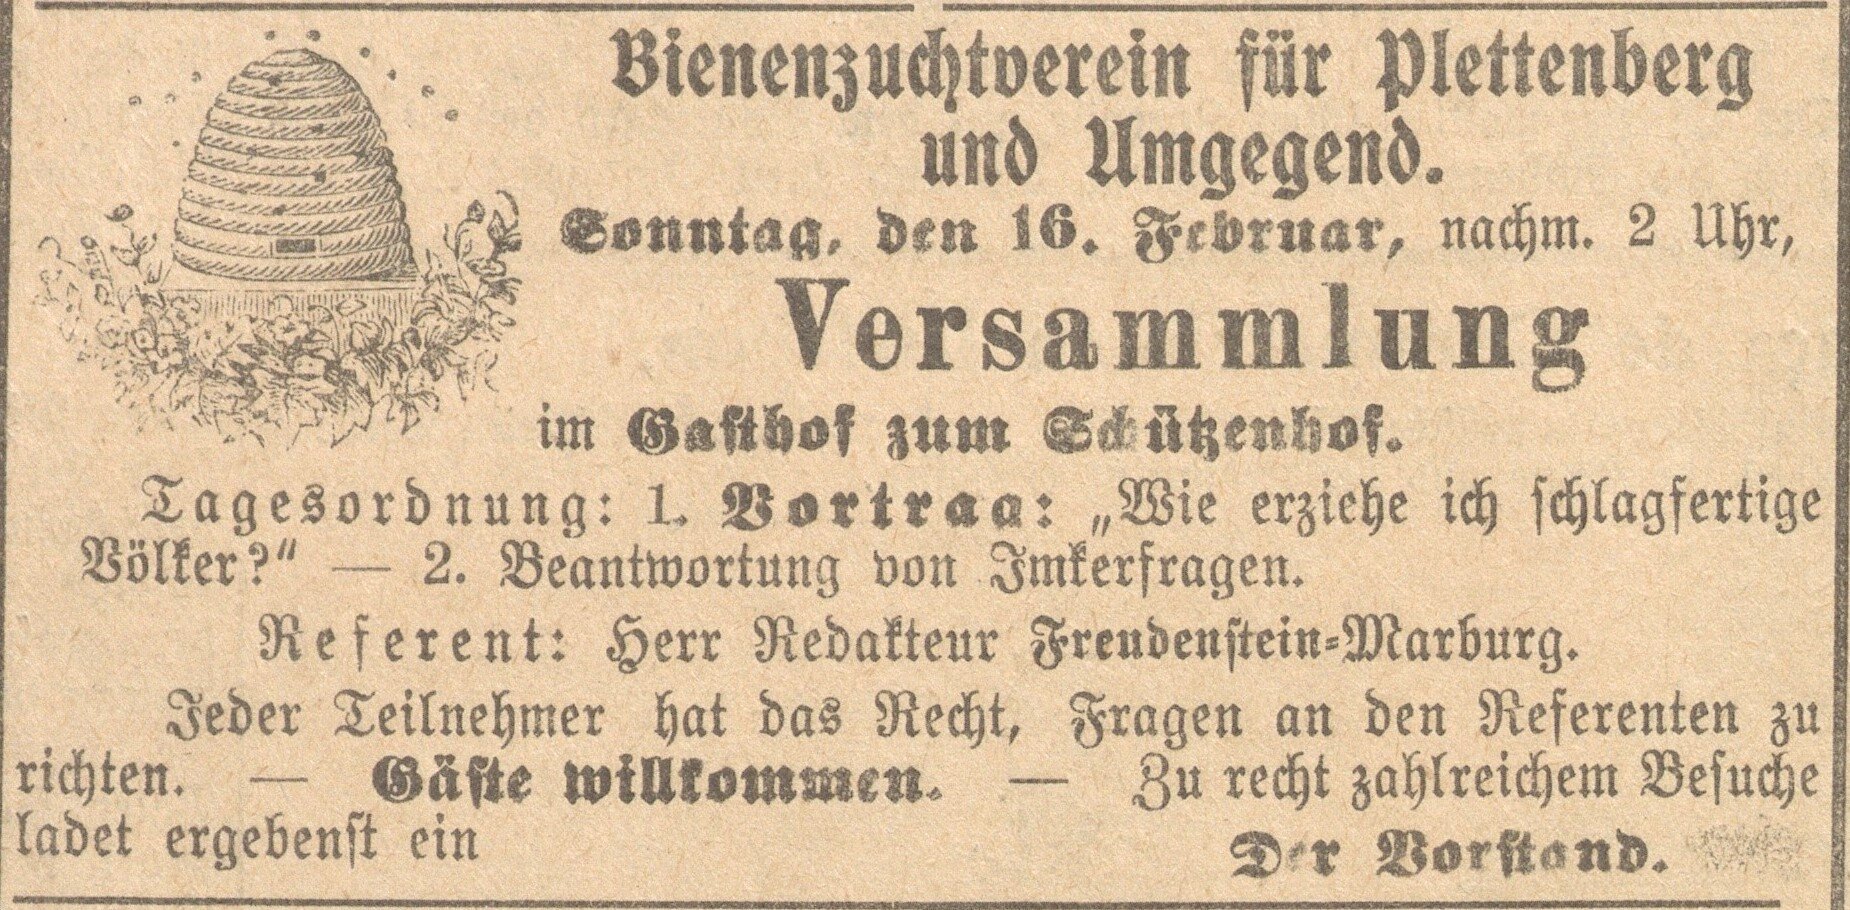 Bienenzuchtverein für Plettenberg
und Umgegend.
Sonntag, den 16. Februar, nachm. 2 Uhr,
Versammlung
im Gasthof zum Schützenhof.
Tagesordnung: 1. Vortrag: „Wie erziehe ich schlagfertige
Völker?“ — 2. Beantwortung von Imkerfragen.
Referent: Herr Redakteur Freudenstein-Marburg.
Jeder Teilnehmer hat das Recht, Fragen an den Referenten zu
richten. — Gäste willkommen. — Zu recht zahlreichem Besuche
ladet ergebenst ein
Der Vorstand.